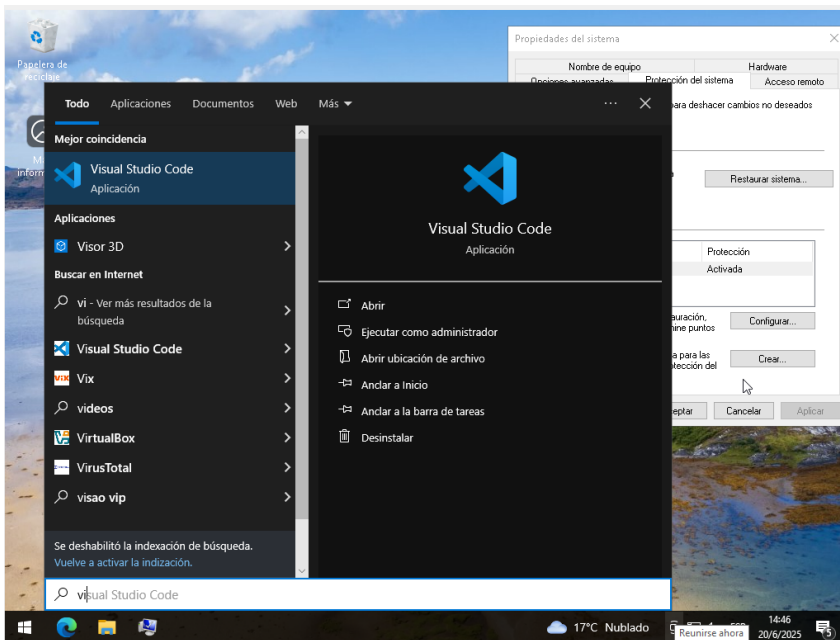 Papelera de
reciclaje
Propiedades del sistema
Nombre de equipo
Hardware
Opciones avanzadas
Protección del sistema
Acceso remoto
para deshacer cambios no deseados
Restaurar sistema...
Protección
Activada
Configurar...
a para las
Crear...
Cancelar
Aplicar
Todo
Aplicaciones
Documentos
Web
Más
Mejor coincidencia
Visual Studio Code
Aplicación
Aplicaciones
Visor 3D
Buscar en Internet
vi - Ver más resultados de la
búsqueda
Visual Studio Code
Vix
videos
VirtualBox
VirusTotal
visao vip
Se deshabilitó la indexación de búsqueda.
Vuelve a activar la indización.
Visual Studio Code
Aplicación
Abrir
Ejecutar como administrador
Abrir ubicación de archivo
Anclar a Inicio
Anclar a la barra de tareas
Desinstalar
visual Studio Code
17°C Nublado
Reunirse ahora
14:46
20/6/2025